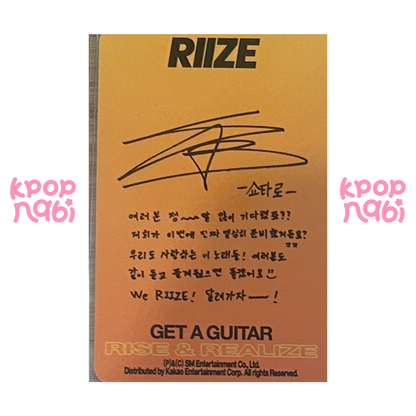 RIIZE
kpop
nabi
kpop
nabi
-쇼타로-
여러분 정~말 많이 기다렸죠??
저희가 이번에 진짜 열심히 준비했거든요?
ㅋㅋ
우리도 사랑하는 이 노래들! 여러분도
같이 듣고 즐겨줬으면 좋겠어요
We RIIZE! 달려가자~!
GET A GUITAR
RISE & REALIZE
(P)&(C) SM Entertainment Co., Ltd.
Distributed by Kakao Entertainment Corp. All rights Reserved.